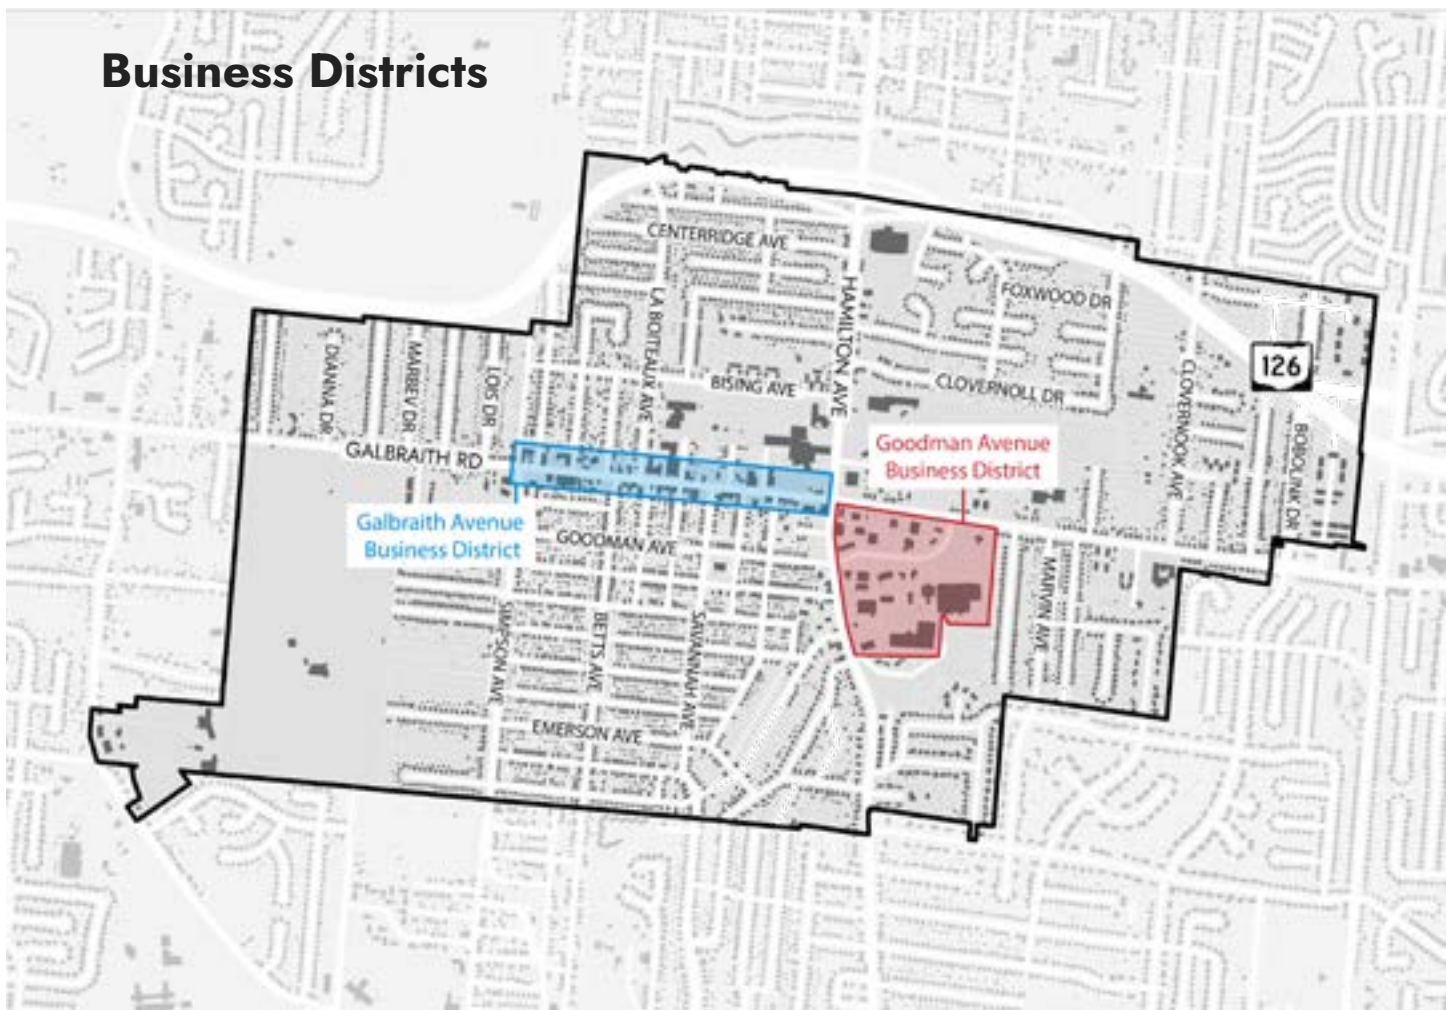 Business Districts
CENTERRIDGE AVE
FOXWOOD DR
HAMILTON AVE
LA BOTEAUX AVE
DIANNA DR
MARBEV DR
LOIS DR
BISING AVE
CLOVERNOLL DR
CLOVERNOOK AVE
126
BOBOLINK DR
GALBRAITH RD
Goodman Avenue
Business District
Galbraith Avenue
Business District
GOODMAN AVE
MARVIN AVE
SIMPSON AVE
BETTS AVE
SAVANNAH AVE
EMERSON AVE